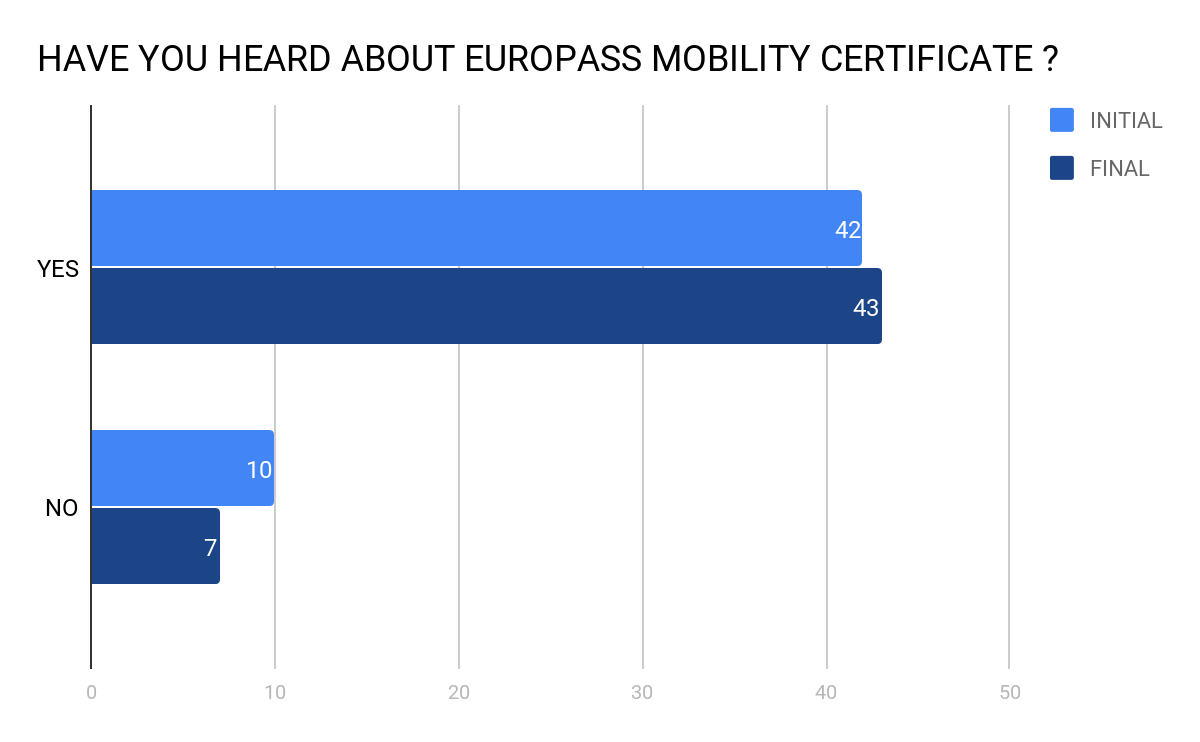 HAVE YOU HEARD ABOUT EUROPASS MOBILITY CERTIFICATE ?
INITIAL
FINAL
42
YES
43
10
NO
7
0 10 20 30 40 50